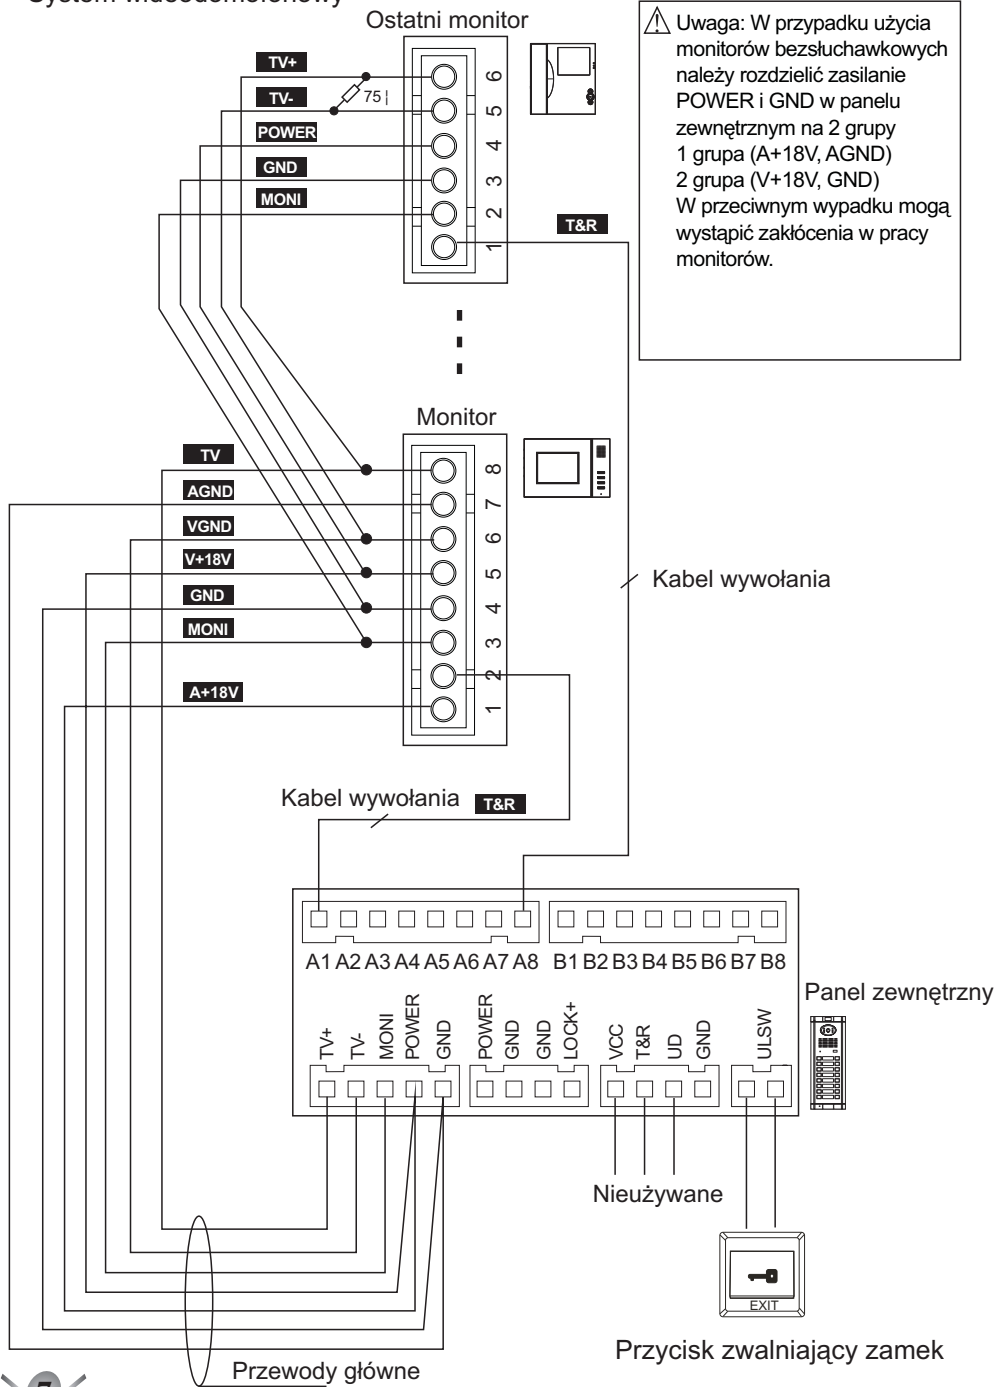 Ostatni monitor
TV+
TV-
POWER
GND
MONI
75
6
5
4
3
2
1
T&R
Uwaga: W przypadku użycia
monitorów bezsłuchawkowych
należy rozdzielić zasilanie
POWER i GND w panelu
zewnętrznym na 2 grupy
1 grupa (A+18V, AGND)
2 grupa (V+18V, GND)
W przeciwnym wypadku mogą
wystąpić zakłócenia w pracy
monitorów.
Monitor
TV
AGND
VGND
V+18V
GND
MONI
A+18V
8
7
6
5
4
3
2
1
Kabel wywołania
Kabel wywołania
T&R
A1 A2 A3 A4 A5 A6 A7 A8 B1 B2 B3 B4 B5 B6 B7 B8
Panel zewnętrzny
TV+
TV-
MONI
POWER
GND
POWER
GND
GND
LOCK+
VCC
T&R
UD
GND
ULSW
Nieużywane
EXIT
Przycisk zwalniający zamek
Przewody główne
7